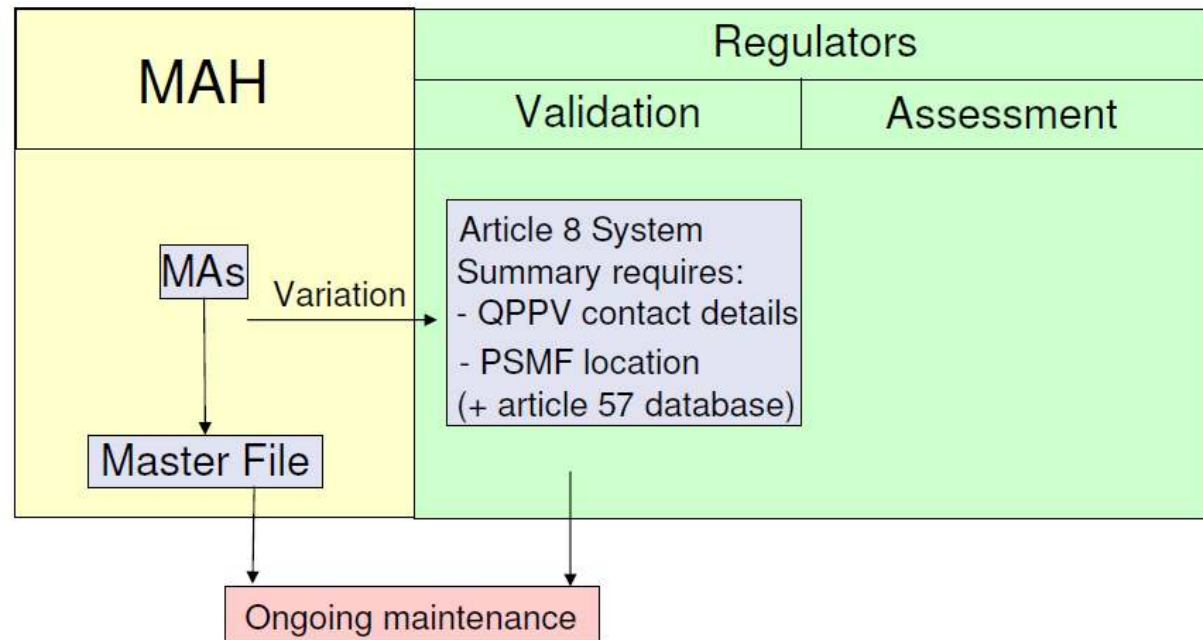 MAH
Regulators
Validation
Assessment
MAs
Variation
Article 8 System
Summary requires:
- QPPV contact details
- PSMF location
(+ article 57 database)
Master File
Ongoing maintenance